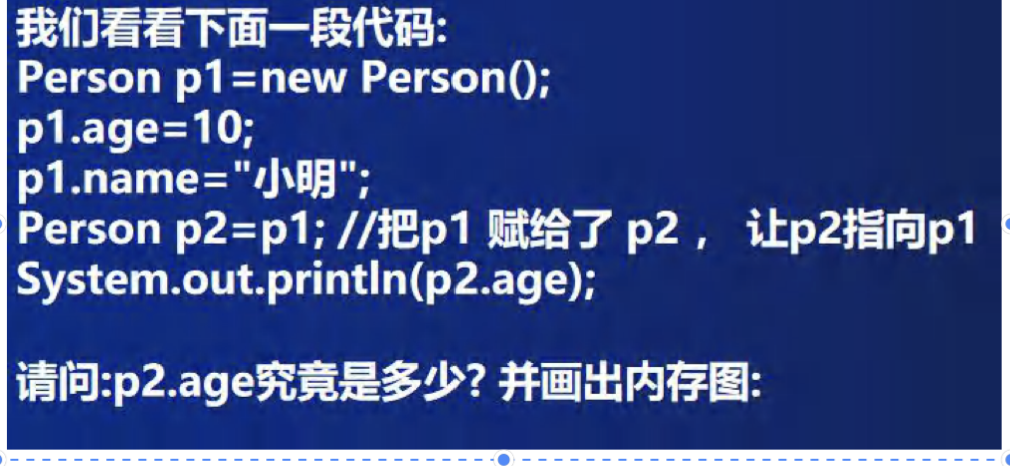 我们看看下面一段代码:
Person p1=new Person();
p1.age=10;
p1.name="小明";
Person p2=p1; //把p1 赋给了 p2 ， 让p2指向p1
System.out.println(p2.age);
请问:p2.age究竟是多少? 并画出内存图: